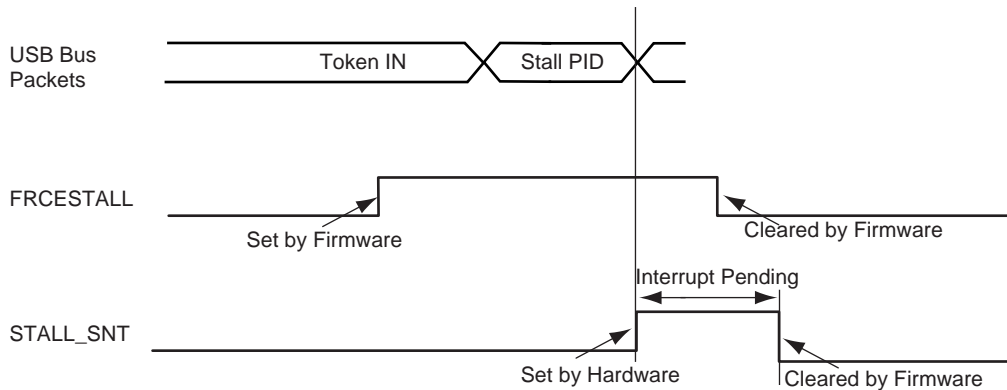 USB Bus
Packets
Token IN
Stall PID
FRCESTALL
Set by Firmware
Cleared by Firmware
Interrupt Pending
STALL_SNT
Set by Hardware
Cleared by Firmware